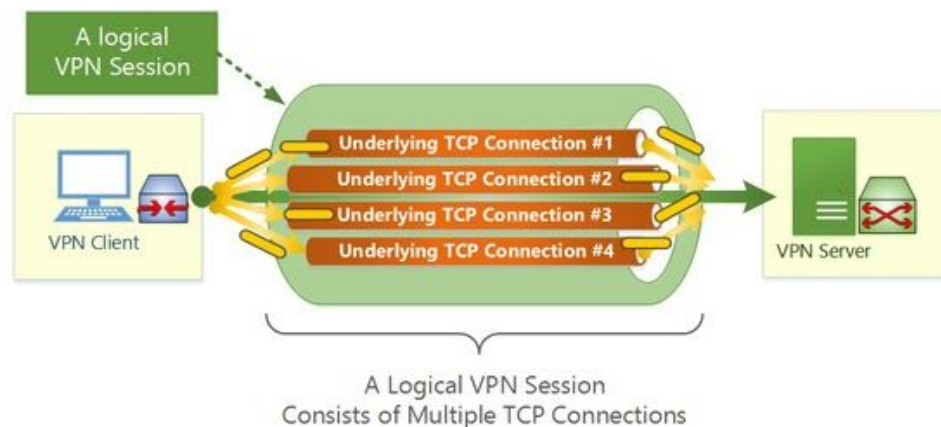 A logical
VPN Session
Underlying TCP Connection #1
Underlying TCP Connection #2
Underlying TCP Connection #3
Underlying TCP Connection #4
VPN Client
VPN Server
A Logical VPN Session
Consists of Multiple TCP Connections